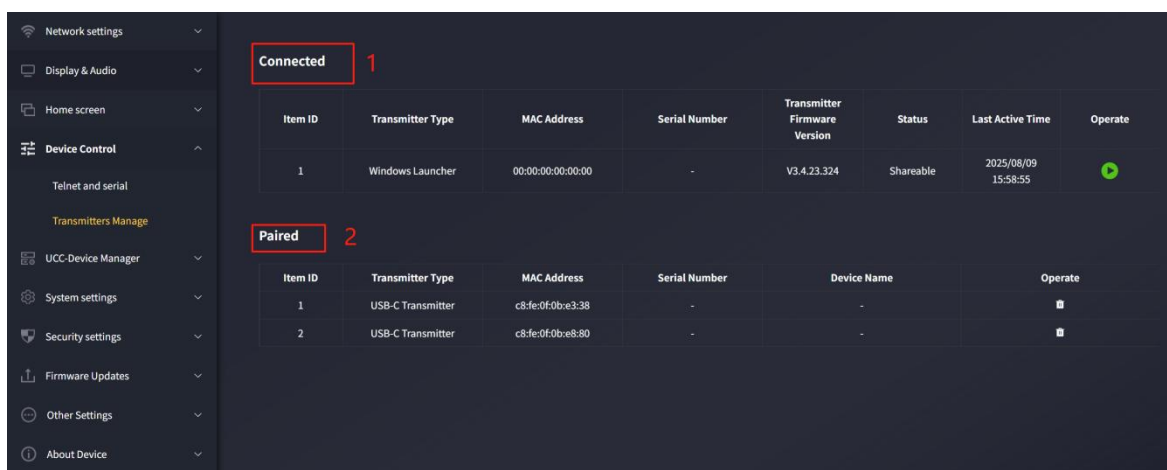 Network settings
Display & Audio
Home screen
Device Control
Telnet and serial
Transmitters Manage
UCC-Device Manager
System settings
Security settings
Firmware Updates
Other Settings
About Device
Connected 1
Item ID Transmitter Type MAC Address Serial Number Transmitter Firmware Version Status Last Active Time Operate
1 Windows Launcher 00:00:00:00:00:00 - V3.4.23.324 Shareable 2025/08/09 15:58:55
Paired 2
Item ID Transmitter Type MAC Address Serial Number Device Name Operate
1 USB-C Transmitter c8:fe:0f:0b:e3:38 - -
2 USB-C Transmitter c8:fe:0f:0b:e8:80 - -